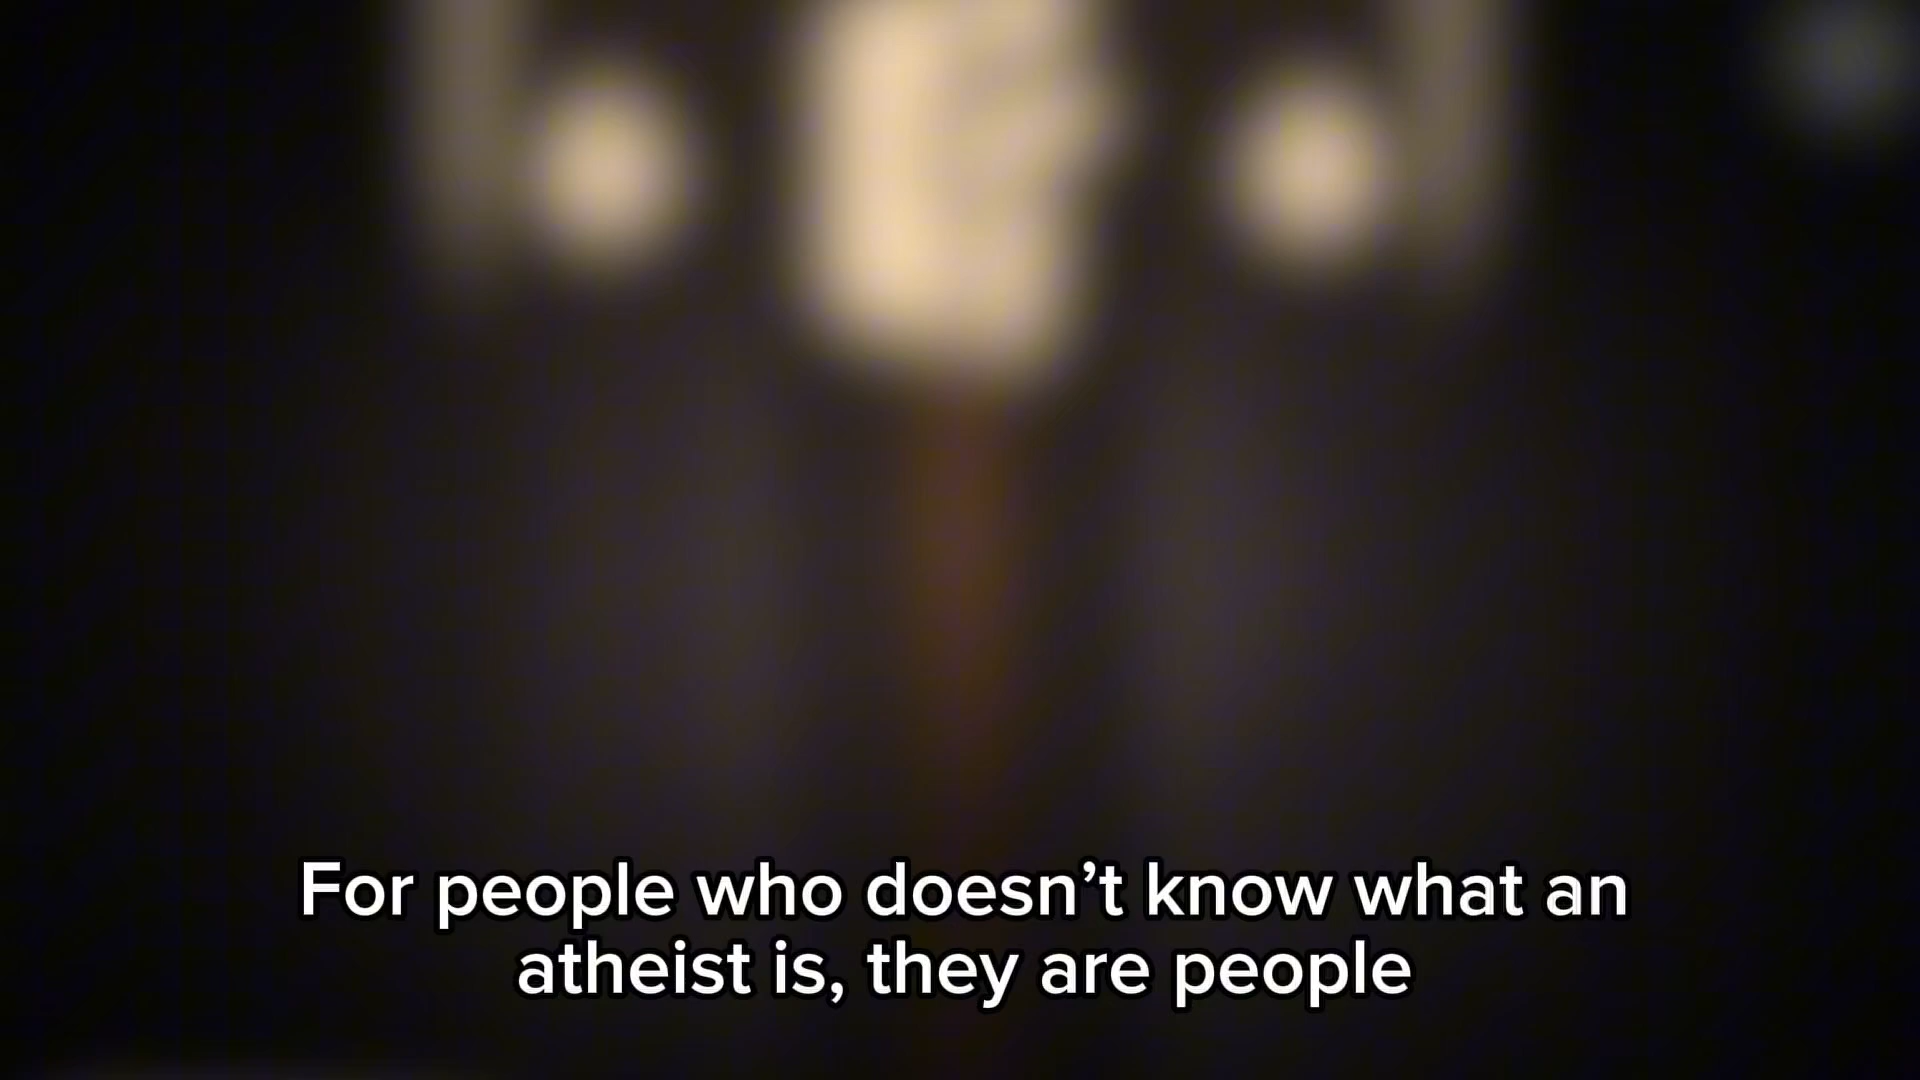 For people who doesn’t know what an
atheist is, they are people